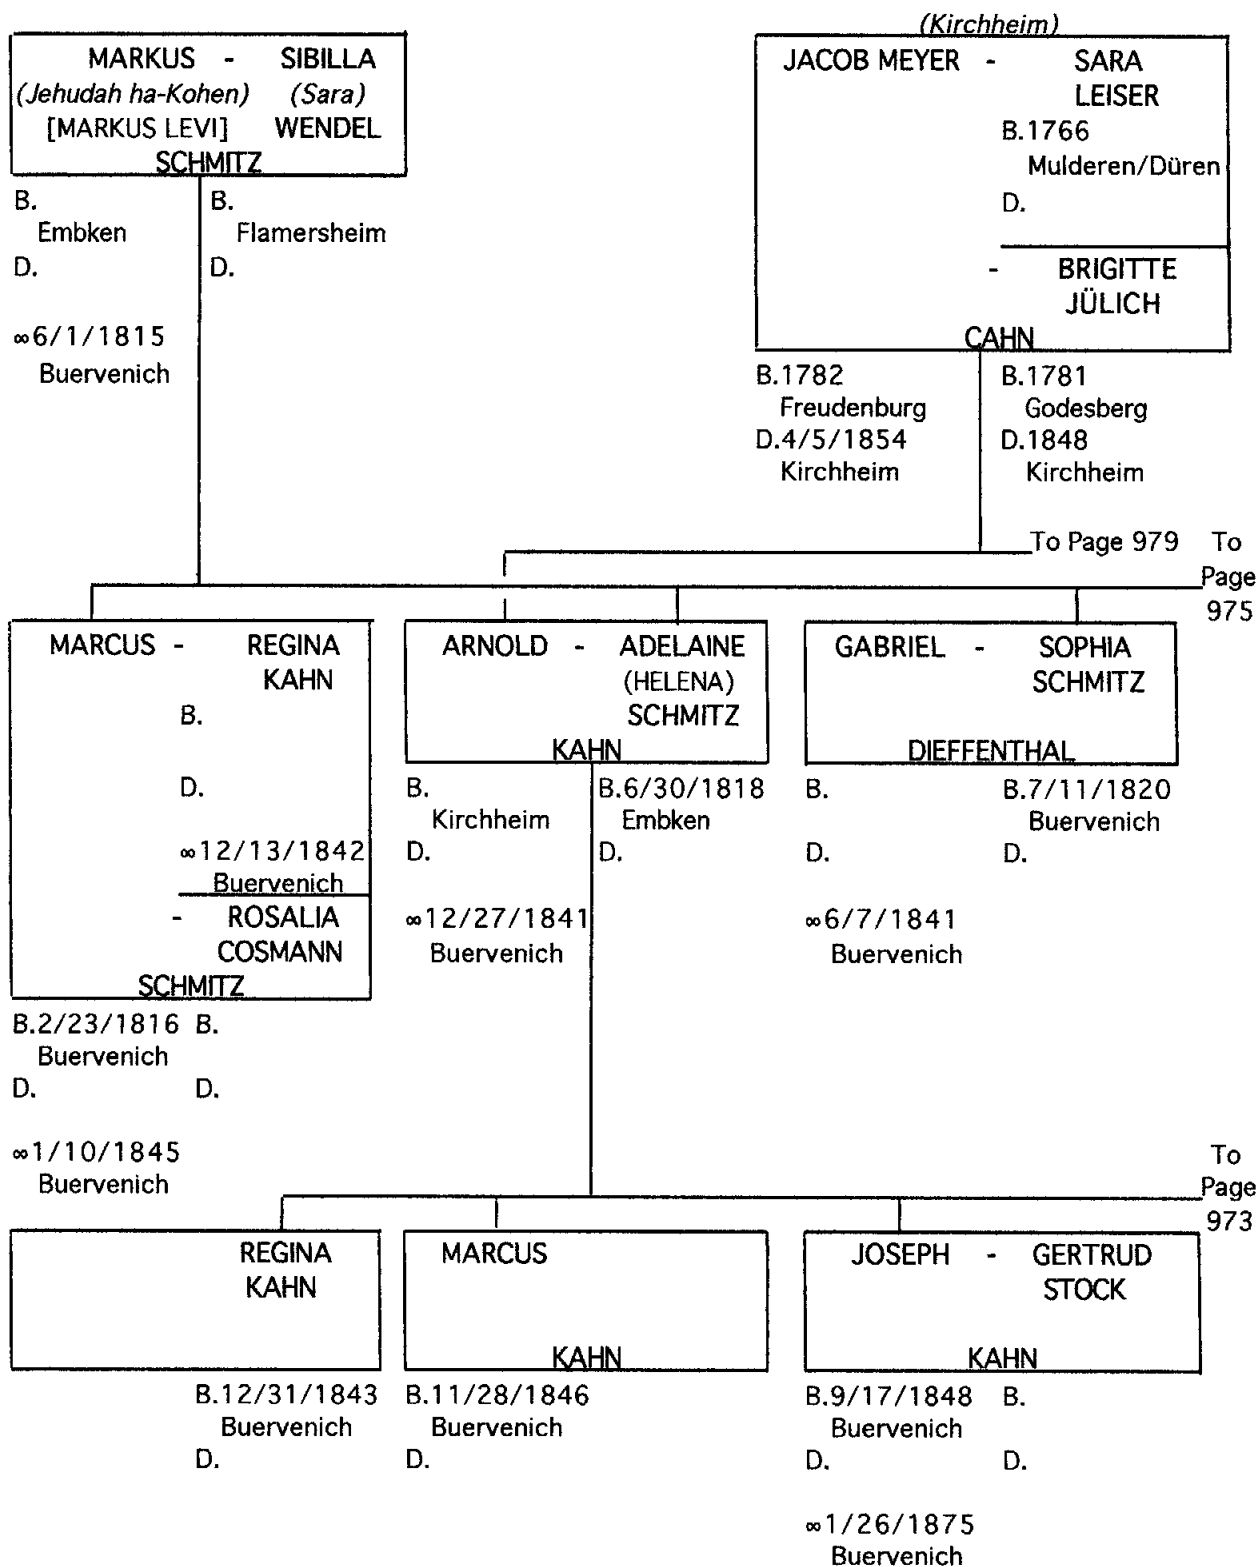 (Kirchheim)
MARKUS - SIBILLA
(Jehudah ha-Kohen) (Sara)
[MARKUS LEVI] WENDEL
SCHMITZ
B. B.
Embken Flamersheim
D. D.
∞6/1/1815
Buervenich
JACOB MEYER - SARA
LEISER
B.1766
Mulderen/Düren
D.
- BRIGITTE
JÜLICH
CAHN
B.1782 B.1781
Freudenburg Godesberg
D.4/5/1854 D.1848
Kirchheim Kirchheim
To Page 979
To
Page
975
MARCUS - REGINA
KAHN
B.
D.
∞12/13/1842
Buervenich
- ROSALIA
COSMANN
SCHMITZ
B.2/23/1816 B.
Buervenich
D. D.
∞1/10/1845
Buervenich
ARNOLD - ADELAINE
(HELENA)
SCHMITZ
KAHN
B. B.6/30/1818
Kirchheim Embken
D. D.
∞12/27/1841
Buervenich
GABRIEL - SOPHIA
SCHMITZ
DIEFFENTHAL
B. B.7/11/1820
Buervenich
D. D.
∞6/7/1841
Buervenich
To
Page
973
REGINA
KAHN
B.12/31/1843
Buervenich
D.
MARCUS
KAHN
B.11/28/1846
Buervenich
D.
JOSEPH - GERTRUD
STOCK
KAHN
B.9/17/1848 B.
Buervenich
D. D.
∞1/26/1875
Buervenich